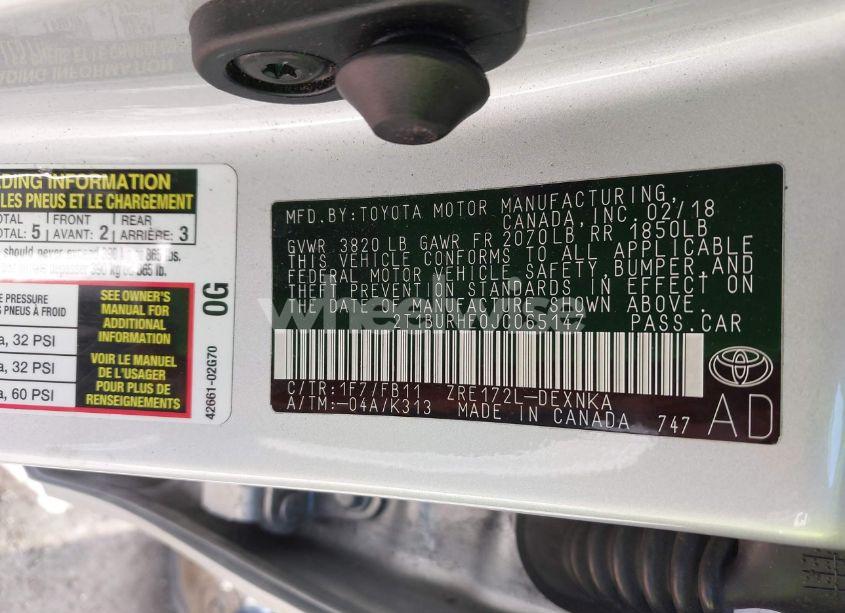 DING INFORMATION
LES PNEUS ET LE CHARGEMENT
TOTAL 5 FRONT AVANT: 2 REAR ARRIÈRE: 3
should never exceed
PRESSURE
PNEUS À FROID
a, 32 PSI
a, 32 PSI
a, 60 PSI
SEE OWNER'S
MANUAL FOR
ADDITIONAL
INFORMATION
VOIR LE MANUEL
DE L'USAGER
POUR PLUS DE
RENSEIGNEMENTS
42661-02G70 0G
MFD. BY: TOYOTA MOTOR MANUFACTURING,
CANADA, INC. 02/18
GVWR 3820 LB GAWR FR 2070LB RR 1850LB
THIS VEHICLE CONFORMS TO ALL APPLICABLE
FEDERAL MOTOR VEHICLE SAFETY, BUMPER, AND
THEFT PREVENTION STANDARDS IN EFFECT ON
THE DATE OF MANUFACTURE SHOWN ABOVE.
PASS. CAR
C/TR: 1F7/FB11 ZRE172L-DEXNKA
A/TM: -04A/K313 MADE IN CANADA 747
AD